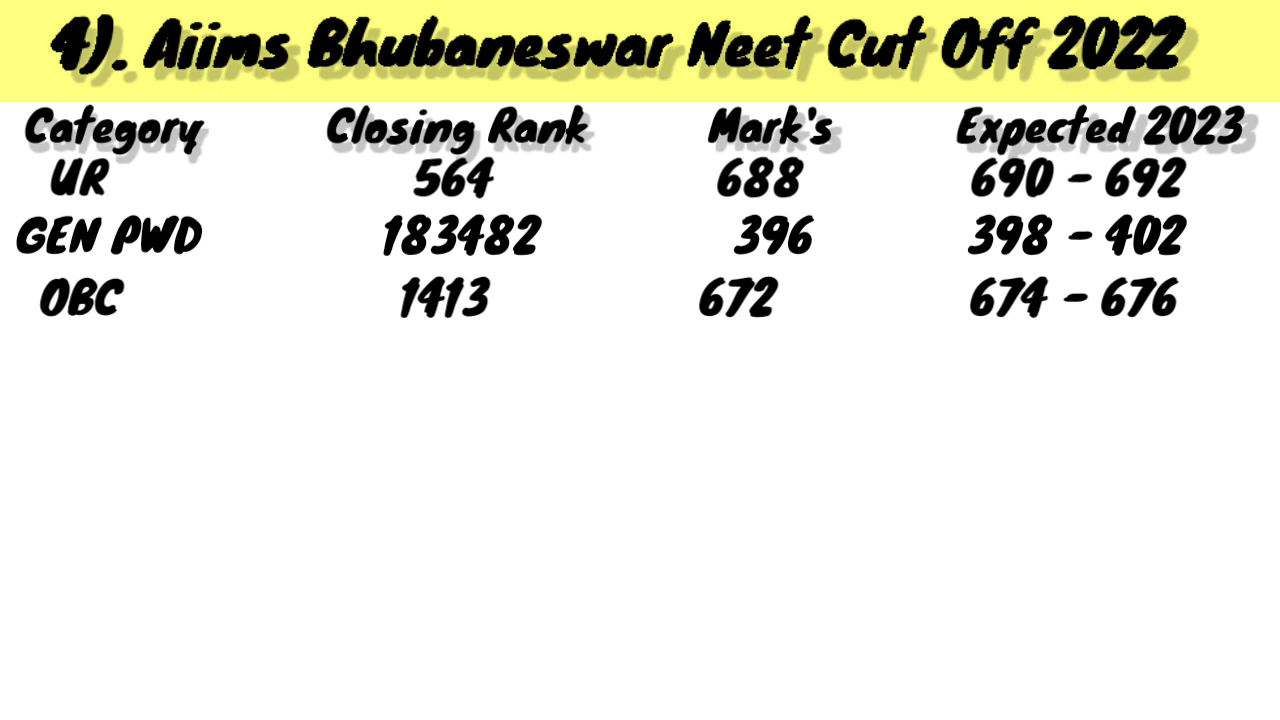 4). Aiims Bhubaneswar Neet Cut Off 2022
Category Closing Rank Mark's Expected 2023
UR 564 688 690 - 692
GEN PWD 183482 396 398 - 402
OBC 1413 672 674 - 676